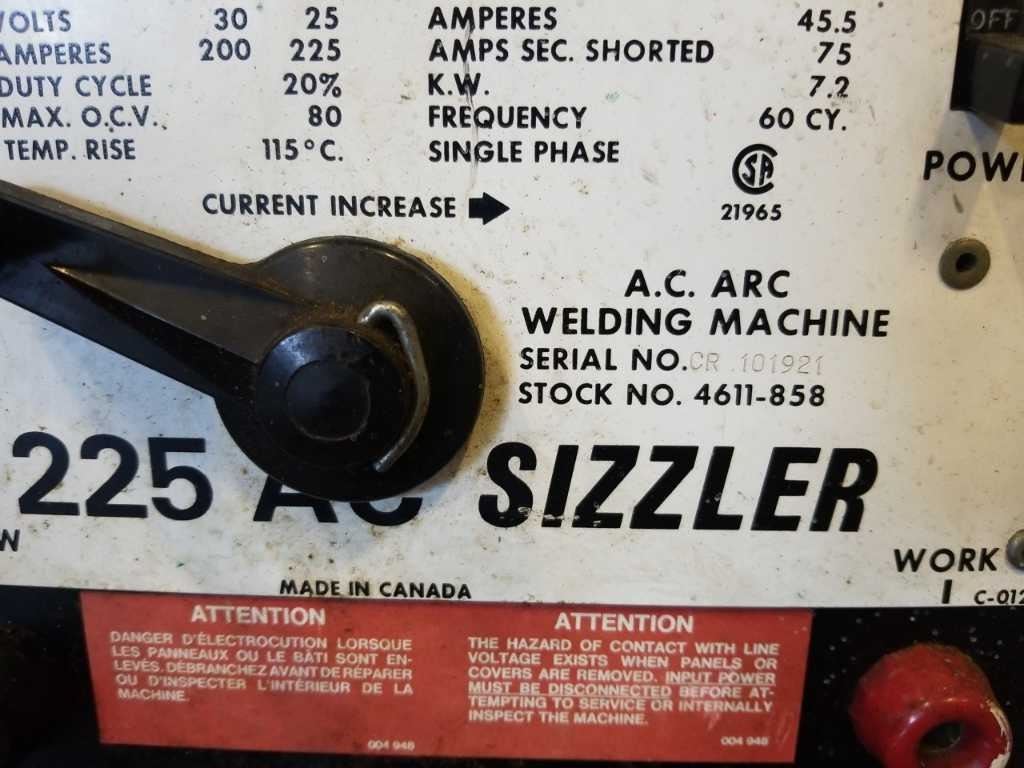 VOLTS 30 25 AMPERES 45.5
AMPERES 200 225 AMPS SEC. SHORTED 75
DUTY CYCLE 20% K.W. 7.2
MAX. O.C.V. 80 FREQUENCY 60 CY.
TEMP. RISE 115°C. SINGLE PHASE
OFF
CSA
21965
POWE
CURRENT INCREASE
A.C. ARC
WELDING MACHINE
SERIAL NO. CR 101921
STOCK NO. 4611-858
225 AC SIZZLER
N
WORK
MADE IN CANADA
C-012
ATTENTION
DANGER D'ÉLECTROCUTION LORSQUE
LES PANNEAUX OU LE BÂTI SONT EN-
LEVÉS. DÉBRANCHEZ AVANT DE RÉPARER
OU D'INSPECTER L'INTÉRIEUR DE LA
MACHINE.
004 948
ATTENTION
THE HAZARD OF CONTACT WITH LINE
VOLTAGE EXISTS WHEN PANELS OR
COVERS ARE REMOVED. INPUT POWER
MUST BE DISCONNECTED BEFORE AT-
TEMPTING TO SERVICE OR INTERNALLY
INSPECT THE MACHINE.
004 948